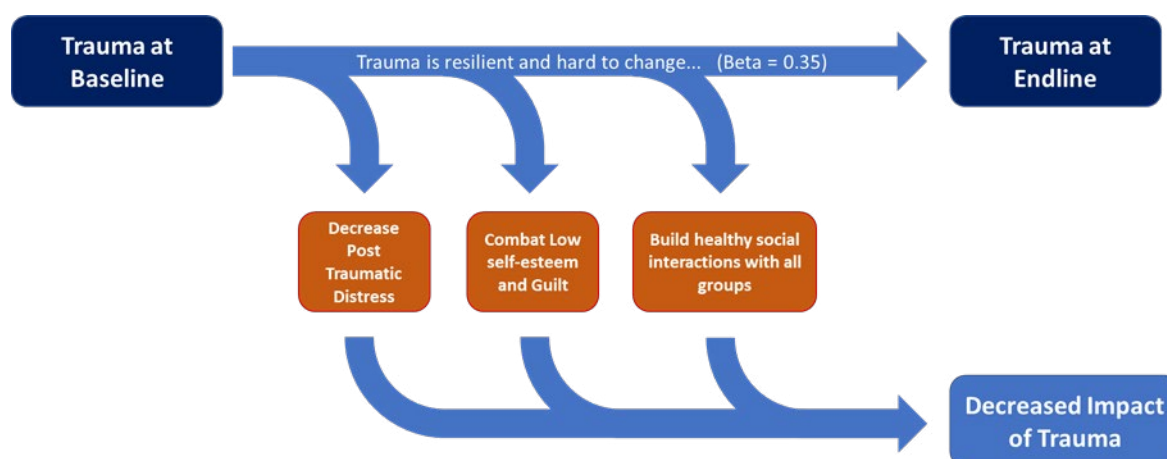 Trauma at
Baseline
Trauma is resilient and hard to change... (Beta = 0.35)
Trauma at
Endline
Decrease
Post
Traumatic
Distress
Combat Low
self-esteem
and Guilt
Build healthy social
interactions with all
groups
Decreased Impact
of Trauma